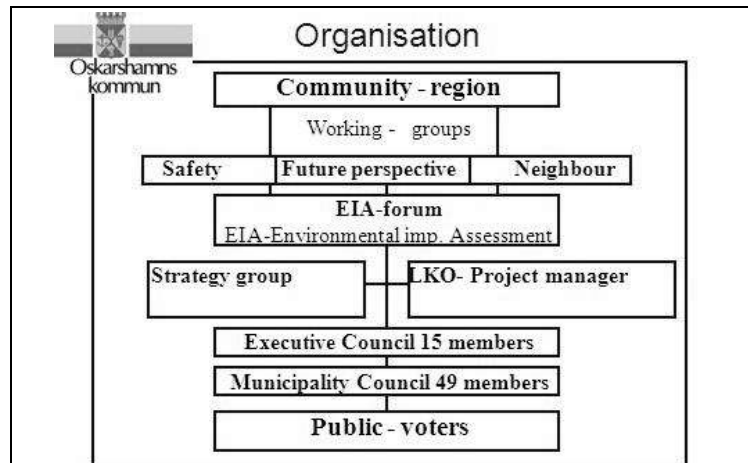 Organisation
Oskarshamns
kommun
Community - region
Working - groups
Safety Future perspective Neighbour
EIA-forum
EIA-Environmental imp. Assessment
Strategy group LKO- Project manager
Executive Council 15 members
Municipality Council 49 members
Public - voters